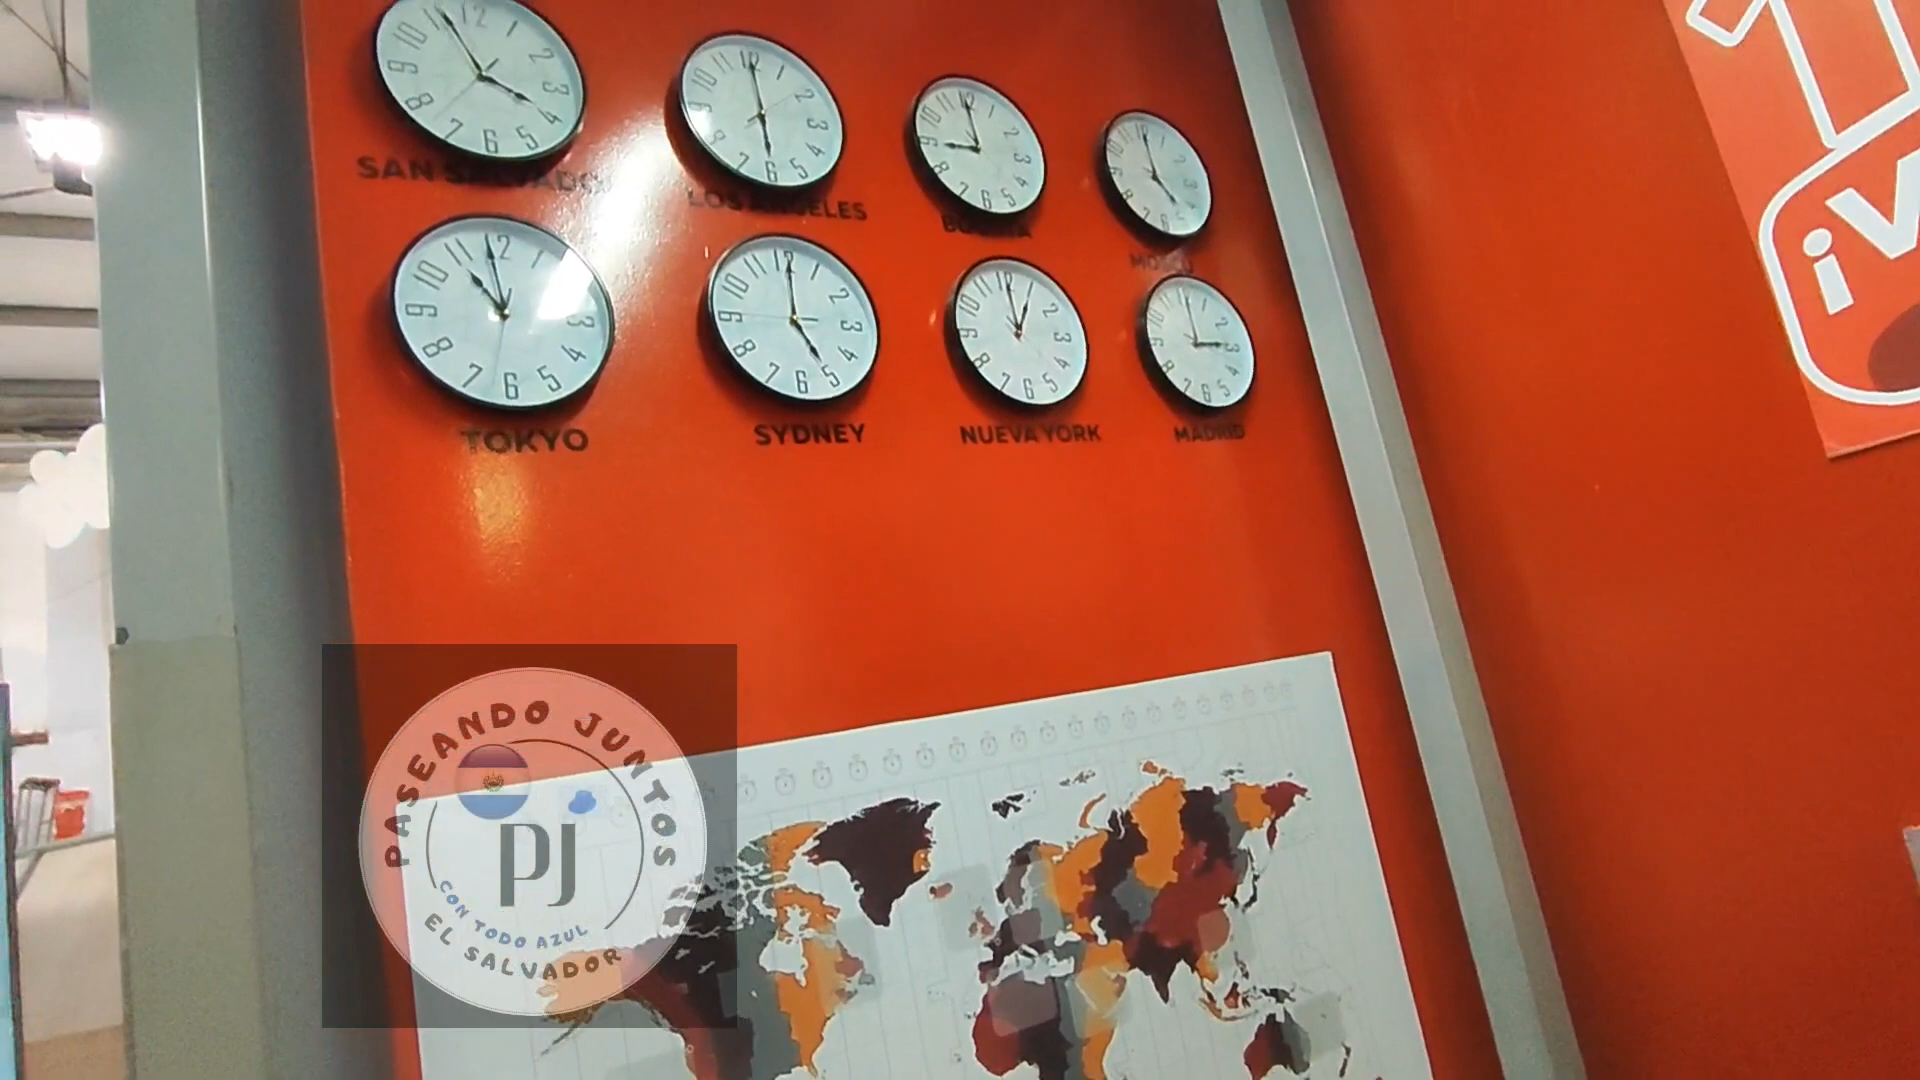 SAN SALVADOR
LOS ANGELES
TOKYO
SYDNEY
NUEVA YORK
MADRID
PASEANDO JUNTOS
PJ
CON TODO AZUL
EL SALVADOR